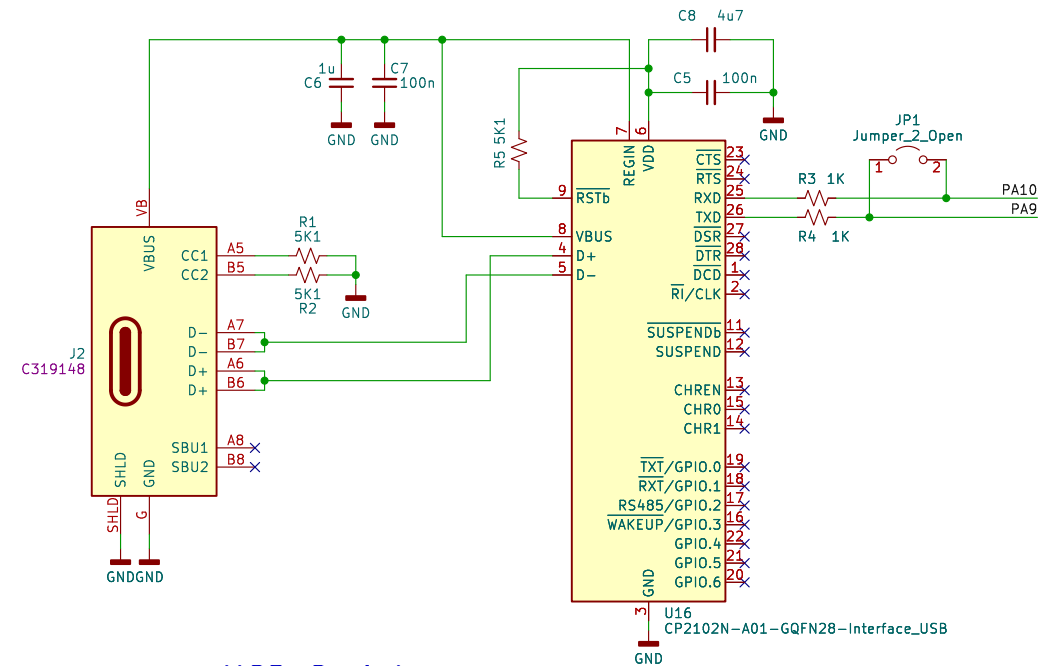 C8 4u7
1u
C6
C7
100n
C5 100n
GND
GND
GND
JP1
Jumper_2_Open
1 2
R5 5K1
7 6
REGIN
VDD
9 RSTb
8 VBUS
4 D+
5 D-
CTS 23
RTS 24
RXD 25
TXD 26
DSR 27
DTR 28
DCD 1
RI/CLK 2
SUSPENDb 11
SUSPEND 12
CHREN 13
CHR0 15
CHR1 14
TXT/GPIO.0 19
RXT/GPIO.1 18
RS485/GPIO.2 17
WAKEUP/GPIO.3 16
GPIO.4 22
GPIO.5 21
GPIO.6 20
GND
3
GND
U16
CP2102N-A01-GQFN28-Interface_USB
R3 1K
R4 1K
PA10
PA9
VB
VBUS
CC1 A5
CC2 B5
R1
5K1
5K1
R2
GND
D- A7
D- B7
D+ A6
D+ B6
J2
C319148
SBU1 A8
SBU2 B8
SHLD
GND
SHLD
G
GND
GND